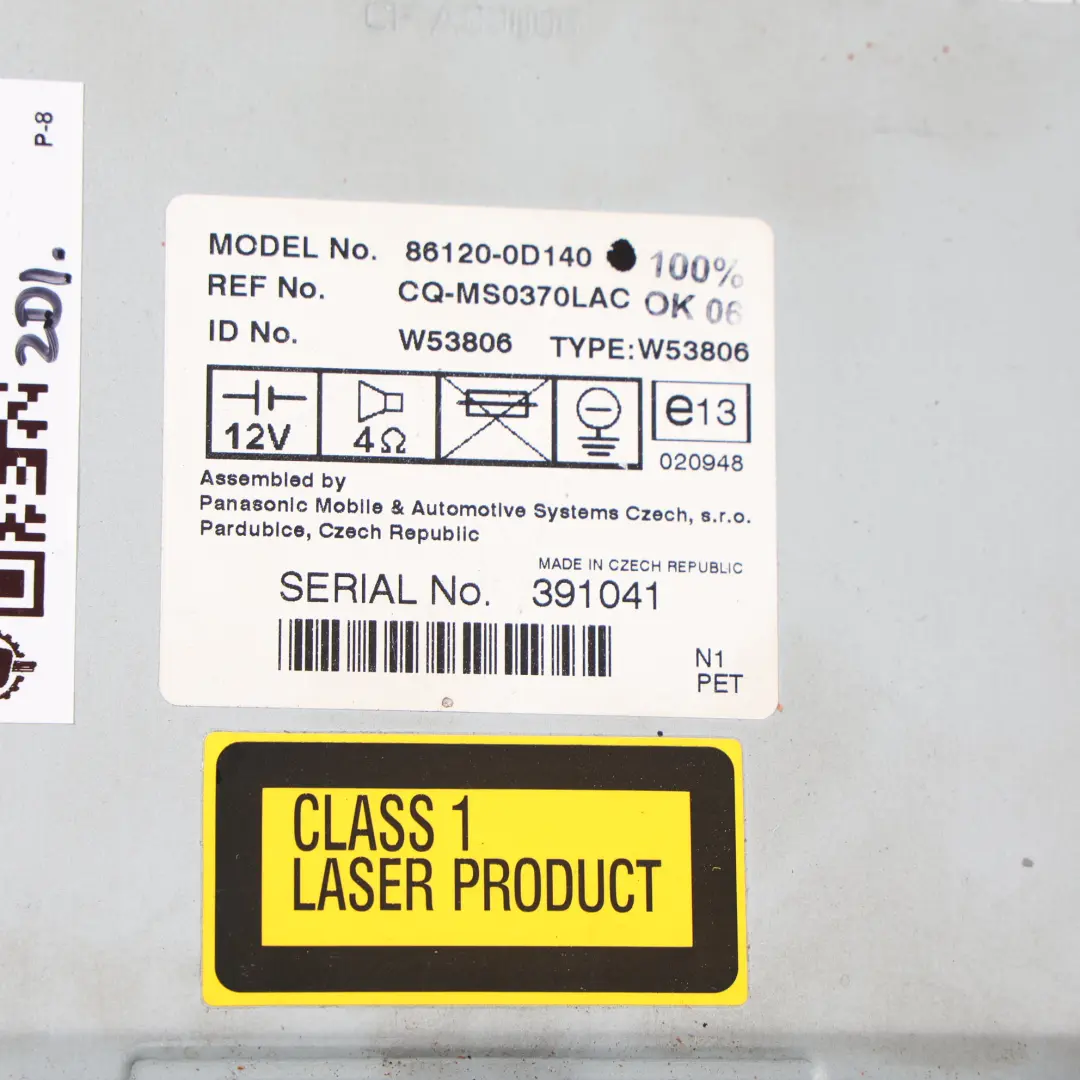 P-8
2D1.
MODEL No. 86120-0D140 100%
REF No. CQ-MS0370LAC OK 06
ID No. W53806 TYPE:W53806
12V 4Ω e13
020948
Assembled by
Panasonic Mobile & Automotive Systems Czech, s.r.o.
Pardubice, Czech Republic
MADE IN CZECH REPUBLIC
SERIAL No. 391041
N1
PET
CLASS 1
LASER PRODUCT